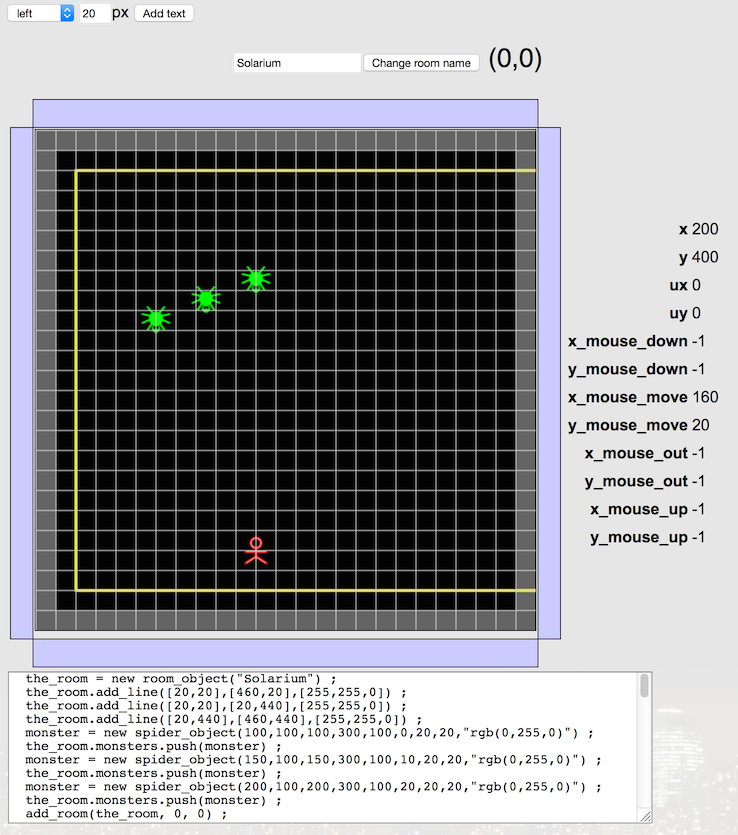 left 20 px Add text
Solarium Change room name (0,0)
x 200
y 400
ux 0
uy 0
x_mouse_down -1
y_mouse_down -1
x_mouse_move 160
y_mouse_move 20
x_mouse_out -1
y_mouse_out -1
x_mouse_up -1
y_mouse_up -1
the_room = new room_object("Solarium") ;
the_room.add_line([20,20],[460,20],[255,255,0]) ;
the_room.add_line([20,20],[20,440],[255,255,0]) ;
the_room.add_line([20,440],[460,440],[255,255,0]) ;
monster = new spider_object(100,100,100,300,100,0,20,20,"rgb(0,255,0)") ;
the_room.monsters.push(monster) ;
monster = new spider_object(150,100,150,300,100,10,20,20,"rgb(0,255,0)") ;
the_room.monsters.push(monster) ;
monster = new spider_object(200,100,200,300,100,20,20,20,"rgb(0,255,0)") ;
the_room.monsters.push(monster) ;
add_room(the_room, 0, 0) ;